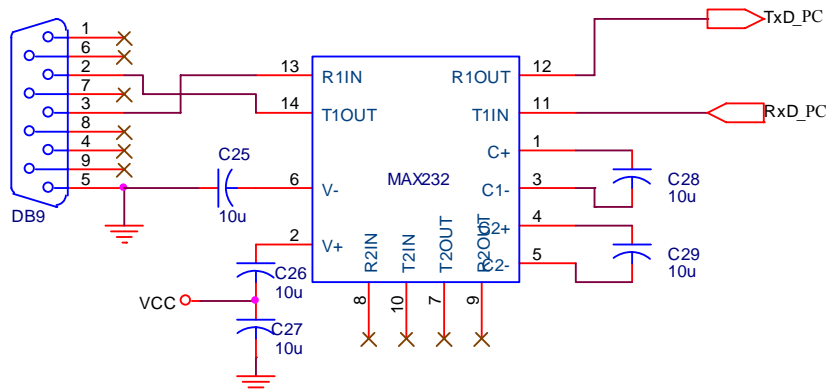 1
6
2
7
3
8
4
9
5
DB9
C25
10u
13
14
6
2
R1IN
T1OUT
V-
V+
MAX232
R1OUT
T1IN
C+
C1-
C2+
C2-
12
11
1
3
4
5
TxD_PC
RxD_PC
C28
10u
C29
10u
R2IN
T2IN
T2OUT
R2OUT
8
10
7
9
C26
10u
VCC
C27
10u